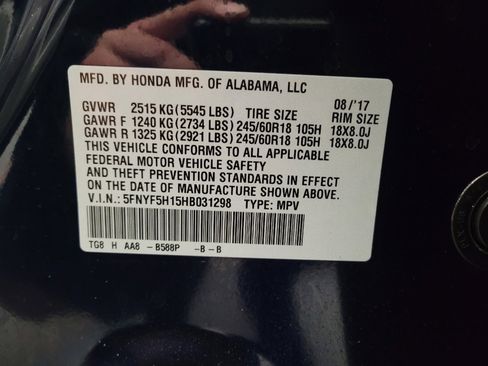 MFD. BY HONDA MFG. OF ALABAMA, LLC
08/'17
GVWR 2515 KG(5545 LBS) TIRE SIZE RIM SIZE
GAWR F 1240 KG(2734 LBS)245/60R18 105H 18X8.0J
GAWR R 1325 KG(2921 LBS)245/60R18 105H 18X8.0J
THIS VEHICLE CONFORMS TO ALL APPLICABLE
FEDERAL MOTOR VEHICLE SAFETY
AND THEFT PREVENTION STANDARDS IN EFFECT
ON THE DATE OF MANUFACTURE SHOWN ABOVE.
V.I.N: 5FNYF5H15HB031298 TYPE: MPV
TG8 H AA8 -B588P -B-B